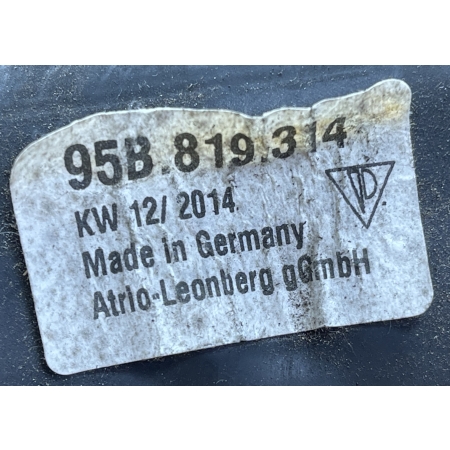 95B.819.314
KW 12/ 2014
Made in Germany
Atrio-Leonberg gGmbH